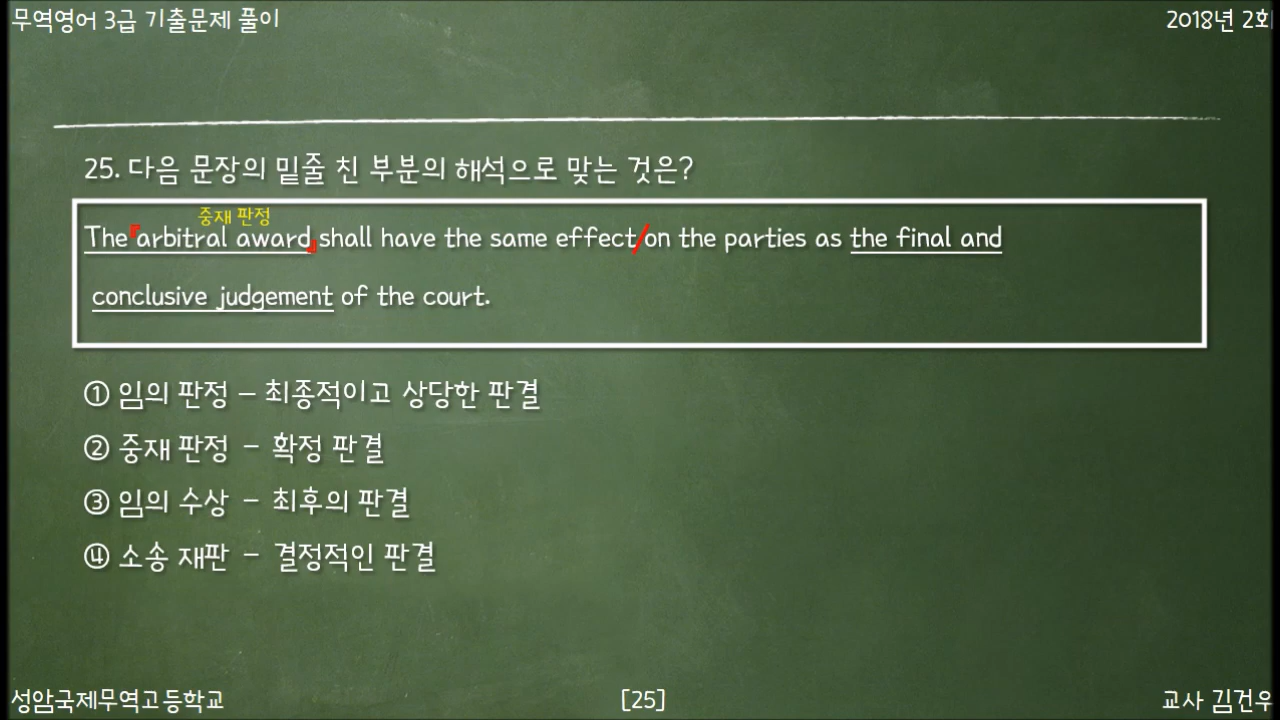 무역영어 3급 기출문제 풀이
2018년 2회
25. 다음 문장의 밑줄 친 부분의 해석으로 맞는 것은?
중재 판정
The『arbitral award』shall have the same effect/on the parties as the final and
conclusive judgement of the court.
① 임의 판정 – 최종적이고 상당한 판결
② 중재 판정 – 확정 판결
③ 임의 수상 – 최후의 판결
④ 소송 재판 – 결정적인 판결
성암국제무역고등학교
[25]
교사 김건우